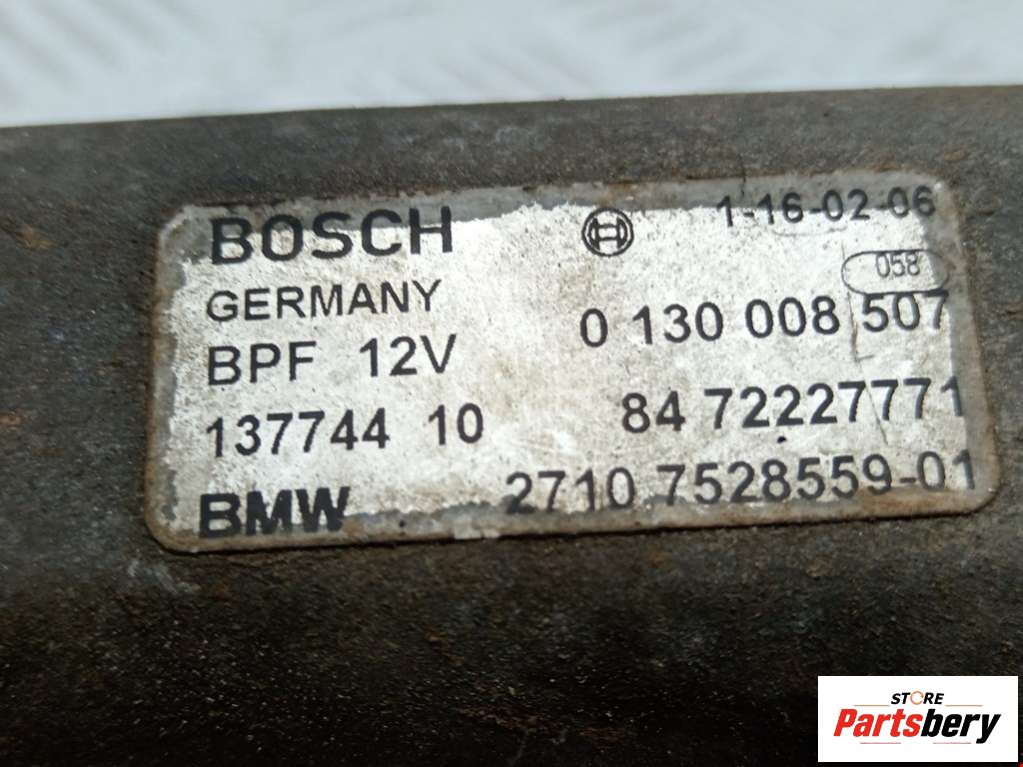 BOSCH 1-16-02-06
058
GERMANY 0 130 008 507
BPF 12V
137744 10 84 72227771
BMW 2710 7528559-01
STORE
Partsbery